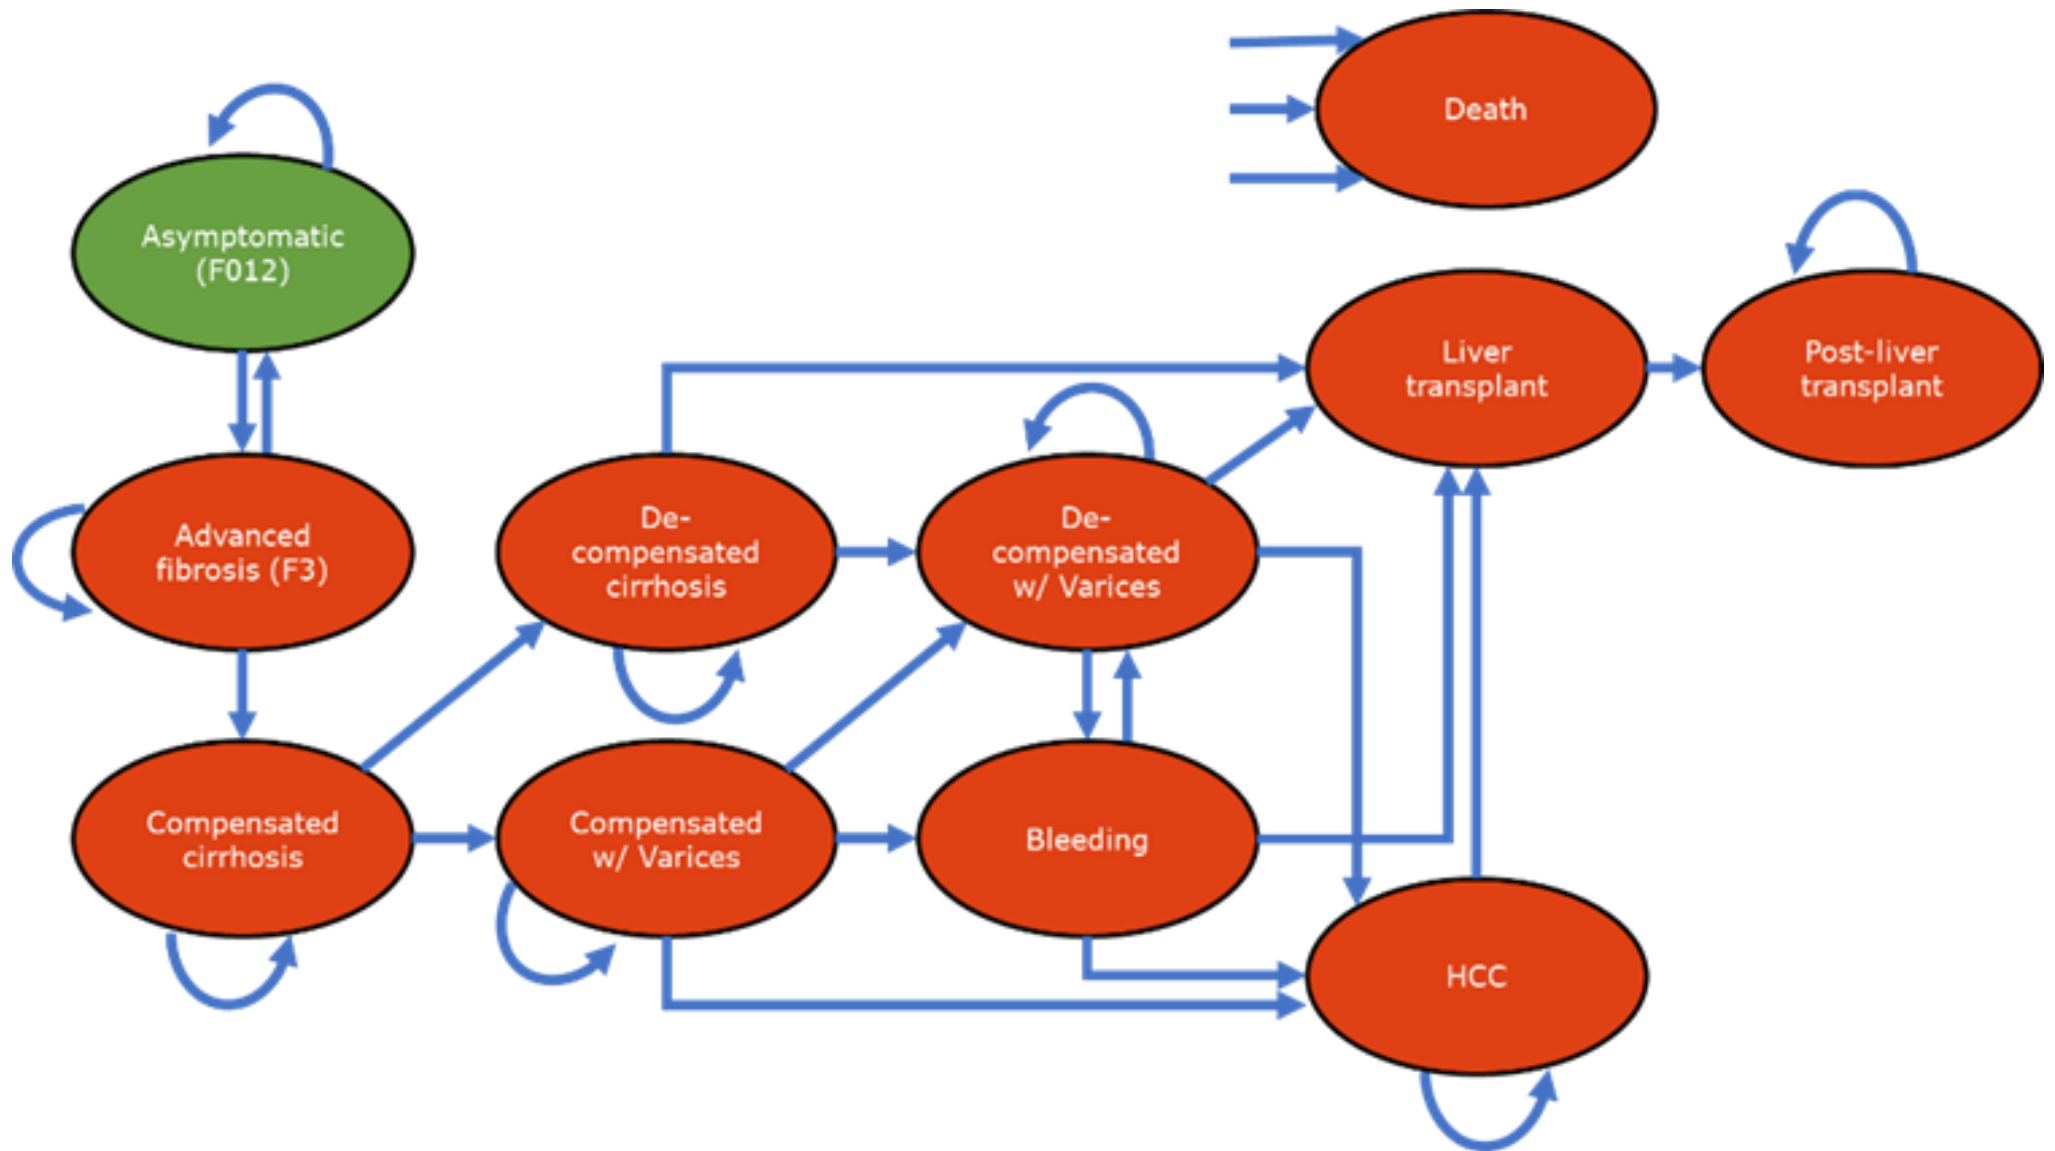 Death
Asymptomatic
(F012)
Liver
transplant
Post-liver
transplant
Advanced
fibrosis (F3)
De-
compensated
cirrhosis
De-
compensated
w/ Varices
Compensated
cirrhosis
Compensated
w/ Varices
Bleeding
HCC